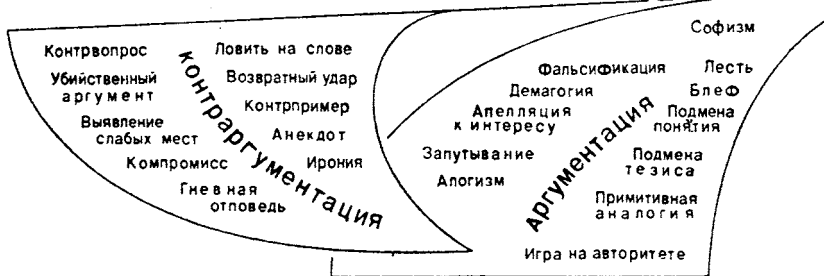 Контрвопрос
Ловить на слове
Убийственный
аргумент
Возвратный удар
Контрпример
Выявление
слабых мест
Анекдот
Компромисс
Ирония
Гневная
отповедь
контраргументация
Софизм
Фальсификация
Лесть
Демагогия
Блеф
Апелляция
к интересу
Подмена
понятия
Запутывание
Подмена
тезиса
Алогизм
Примитивная
аналогия
Игра на авторитете
аргументация